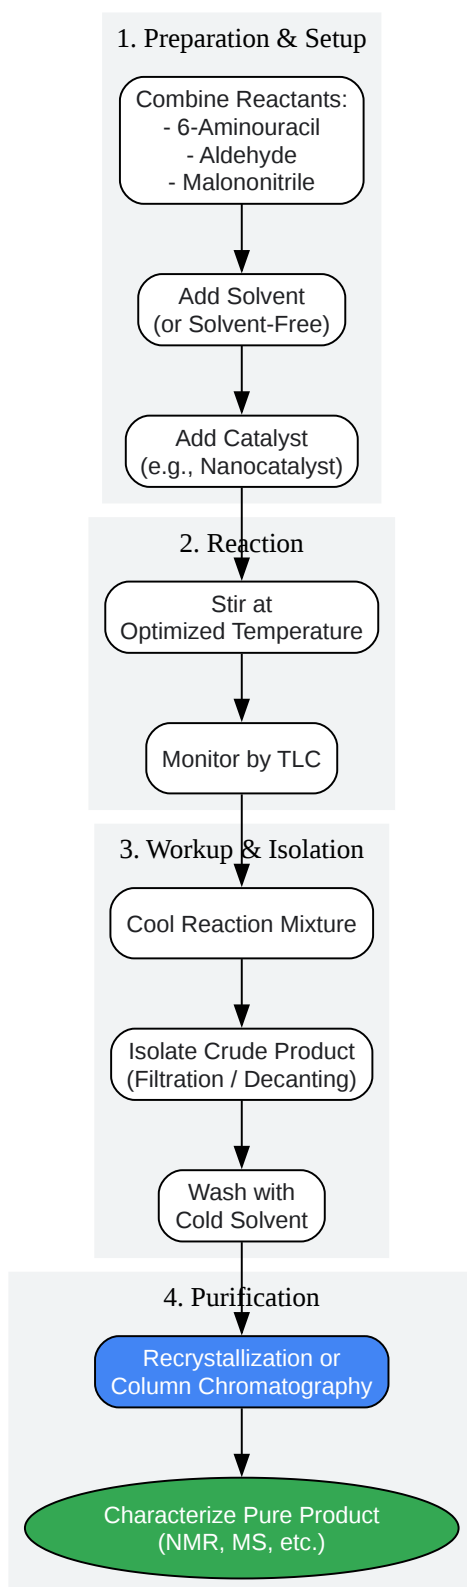 1. Preparation & Setup
Combine Reactants:
- 6-Aminouracil
- Aldehyde
- Malononitrile
Add Solvent
(or Solvent-Free)
Add Catalyst
(e.g., Nanocatalyst)
2. Reaction
Stir at
Optimized Temperature
Monitor by TLC
3. Workup & Isolation
Cool Reaction Mixture
Isolate Crude Product
(Filtration / Decanting)
Wash with
Cold Solvent
4. Purification
Recrystallization or
Column Chromatography
Characterize Pure Product
(NMR, MS, etc.)